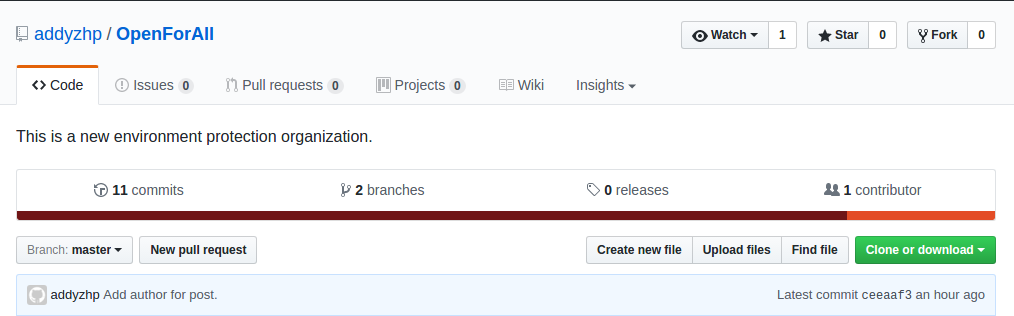 addyzhp / OpenForAll Watch 1 Star 0 Fork 0
Code Issues 0 Pull requests 0 Projects 0 Wiki Insights
This is a new environment protection organization.
11 commits 2 branches 0 releases 1 contributor
Branch: master New pull request Create new file Upload files Find file Clone or download
addyzhp Add author for post. Latest commit ceeaaf3 an hour ago